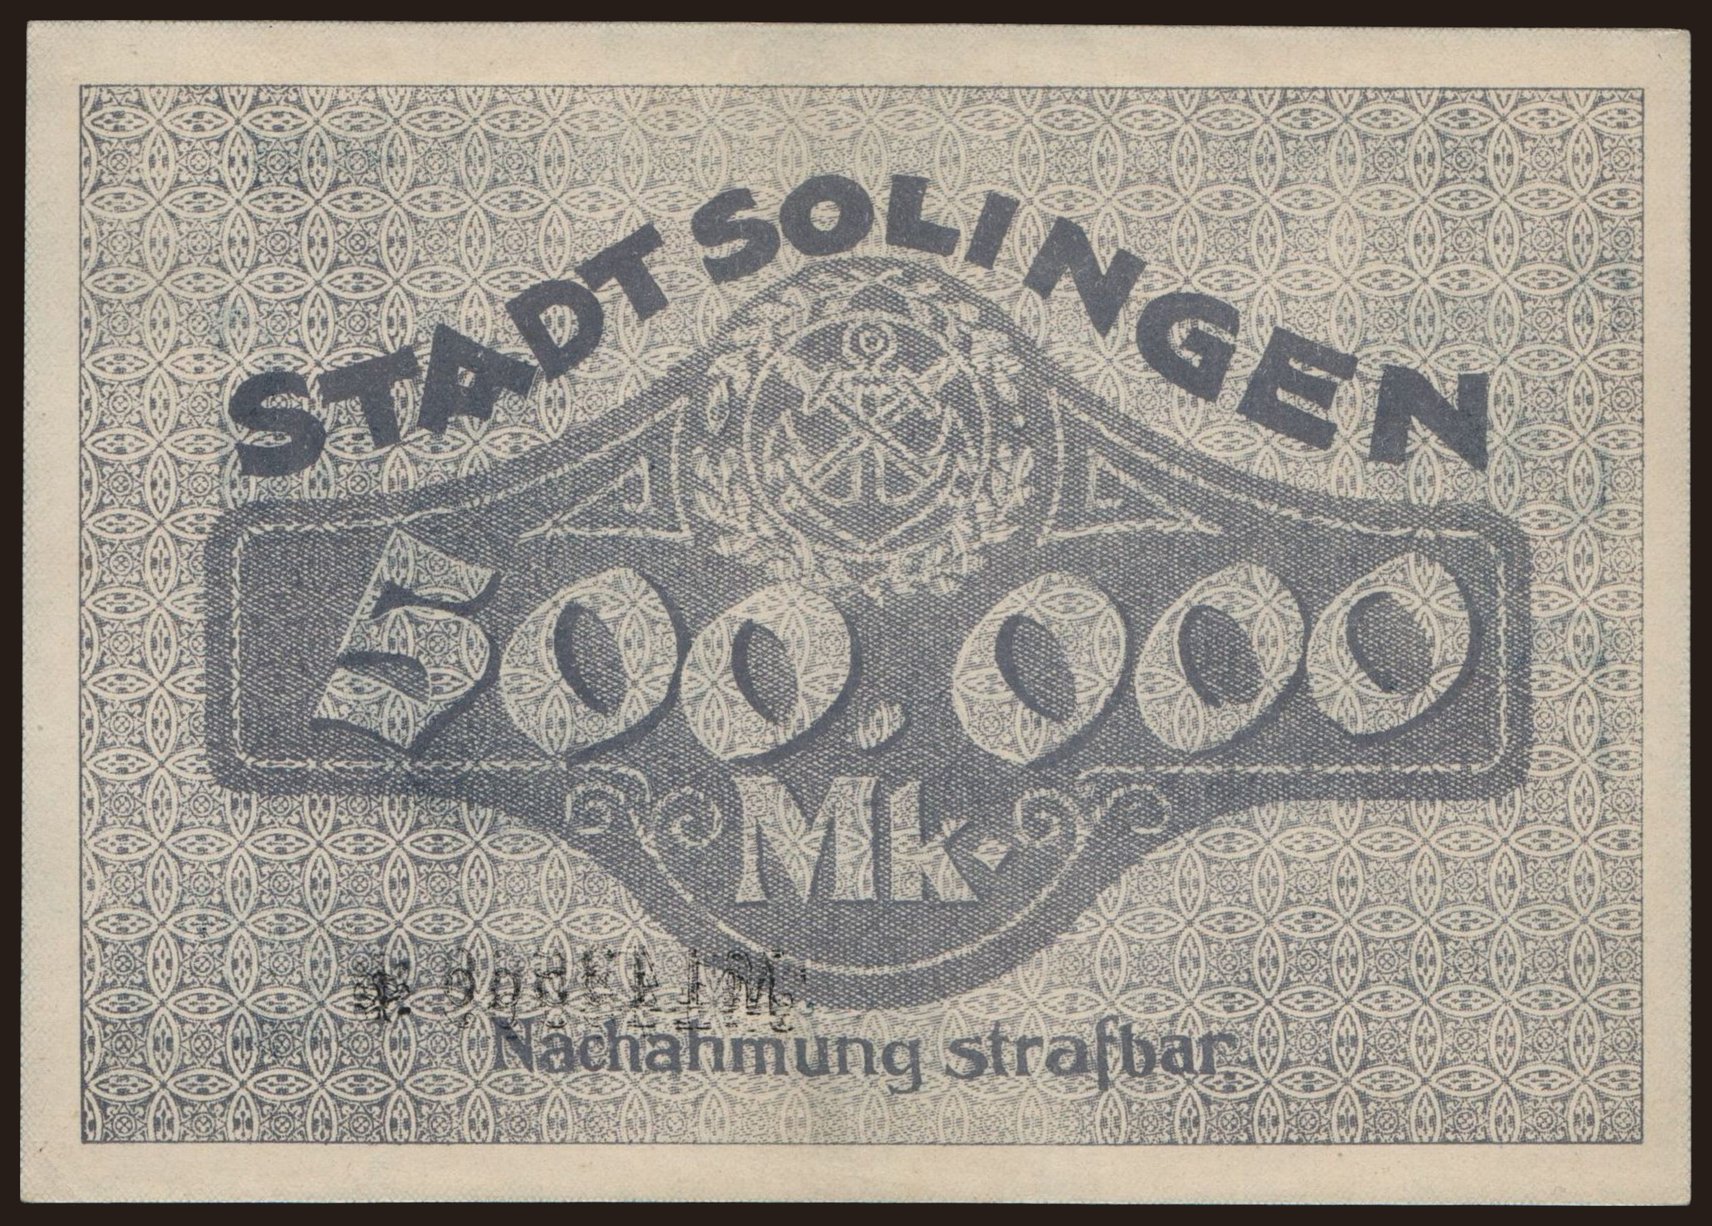 STADT SOLINGEN
500.000
Mk.
Nachahmung strafbar.